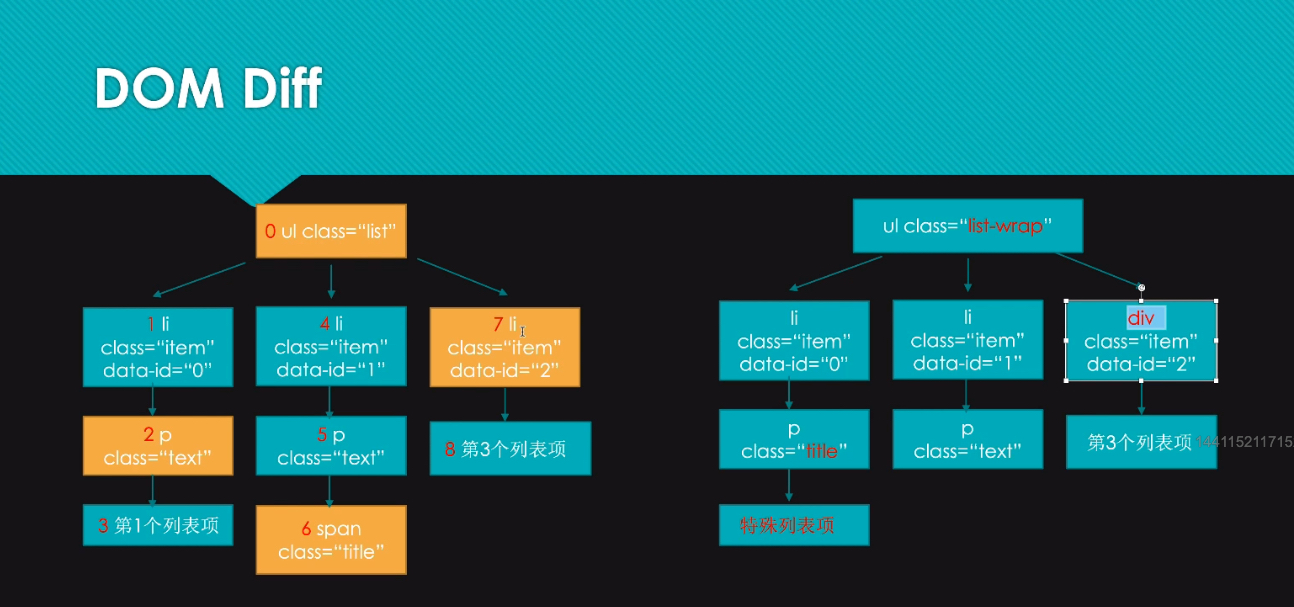 DOM Diff
0 ul class=“list”
1 li
class=“item”
data-id=“0”
4 li
class=“item”
data-id=“1”
7 li
class=“item”
data-id=“2”
2 p
class=“text”
5 p
class=“text”
8 第3个列表项
3 第1个列表项
6 span
class=“title”
ul class=“list-wrap”
li
class=“item”
data-id=“0”
li
class=“item”
data-id=“1”
div
class=“item”
data-id=“2”
p
class=“title”
p
class=“text”
第3个列表项
144115211715
特殊列表项